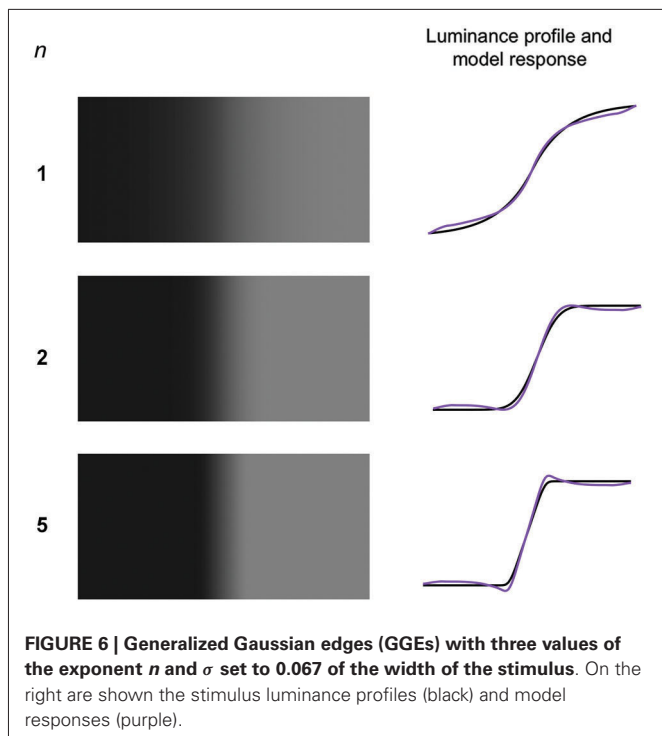 n
Luminance profile and
model response
1
2
5
FIGURE 6 | Generalized Gaussian edges (GGEs) with three values of
the exponent n and σ set to 0.067 of the width of the stimulus. On the
right are shown the stimulus luminance profiles (black) and model
responses (purple).